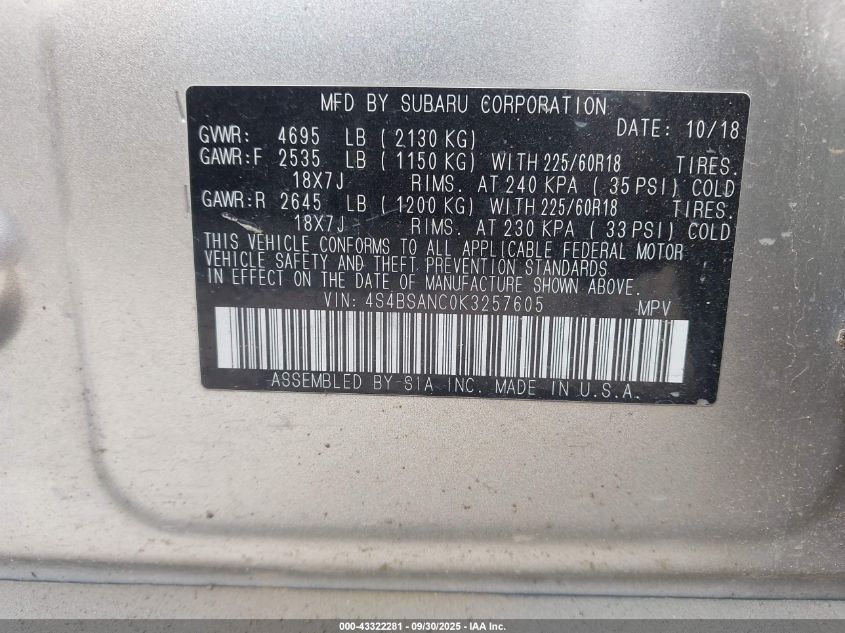 MFD BY SUBARU CORPORATION
DATE: 10/18
GVWR: 4695 LB ( 2130 KG)
GAWR:F 2535 LB ( 1150 KG) WITH 225/60R18 TIRES.
18X7J RIMS. AT 240 KPA ( 35 PSI) COLD
GAWR:R 2645 LB ( 1200 KG) WITH 225/60R18 TIRES.
18X7J RIMS. AT 230 KPA ( 33 PSI) COLD
THIS VEHICLE CONFORMS TO ALL APPLICABLE FEDERAL MOTOR
VEHICLE SAFETY AND THEFT PREVENTION STANDARDS
IN EFFECT ON THE DATE OF MANUFACTURE SHOWN ABOVE.
VIN: 4S4BSANC0K3257605 MPV
ASSEMBLED BY SIA INC. MADE IN U.S.A.
000-43322281 - 09/30/2025 - IAA Inc.